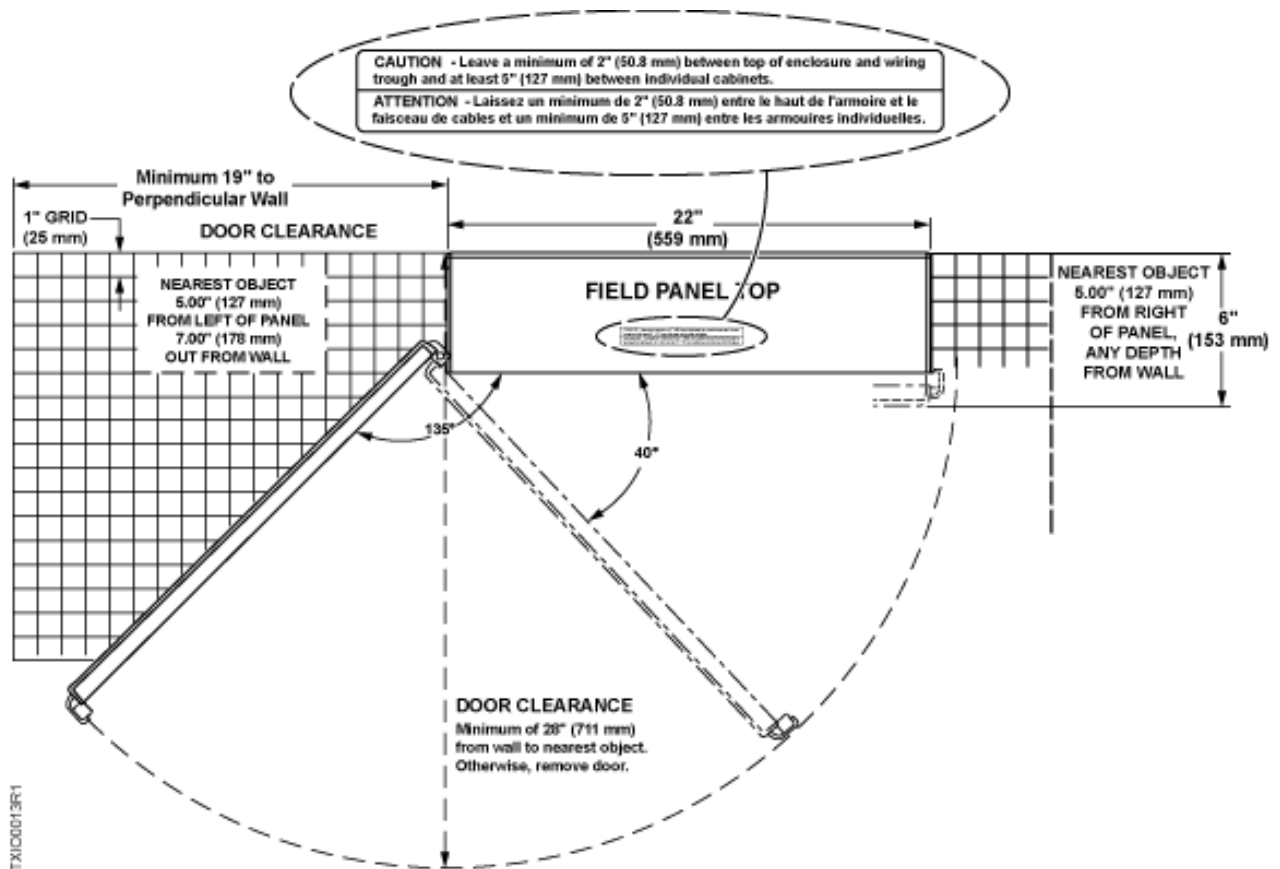 CAUTION - Leave a minimum of 2" (50.8 mm) between top of enclosure and wiring
trough and at least 5" (127 mm) between individual cabinets.
ATTENTION - Laissez un minimum de 2" (50.8 mm) entre le haut de l'armoire et le
faisceau de cables et un minimum de 5" (127 mm) entre les armouires individuelles.
Minimum 19" to
Perpendicular Wall
1" GRID
(25 mm)
DOOR CLEARANCE
22"
(559 mm)
NEAREST OBJECT
5.00" (127 mm)
FROM LEFT OF PANEL
7.00" (178 mm)
OUT FROM WALL
FIELD PANEL TOP
NEAREST OBJECT
5.00" (127 mm)
FROM RIGHT
OF PANEL,
ANY DEPTH
FROM WALL
6"
(153 mm)
135°
40°
DOOR CLEARANCE
Minimum of 28" (711 mm)
from wall to nearest object.
Otherwise, remove door.
TXIO0013R1